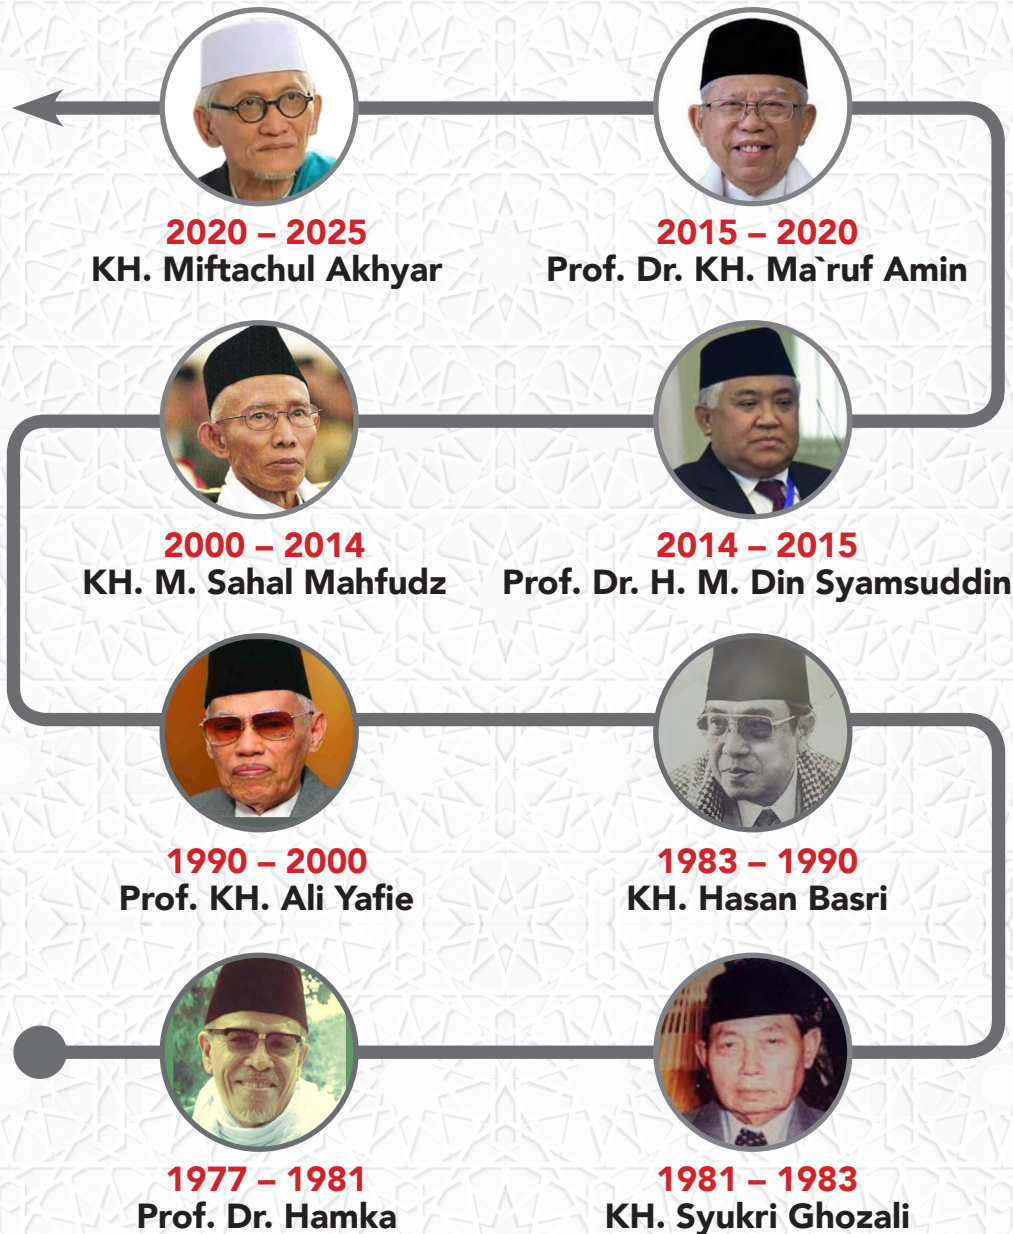 2020 – 2025
KH. Miftachul Akhyar
2015 – 2020
Prof. Dr. KH. Ma`ruf Amin
2000 – 2014
KH. M. Sahal Mahfudz
2014 – 2015
Prof. Dr. H. M. Din Syamsuddin
1990 – 2000
Prof. KH. Ali Yafie
1983 – 1990
KH. Hasan Basri
1977 – 1981
Prof. Dr. Hamka
1981 – 1983
KH. Syukri Ghozali